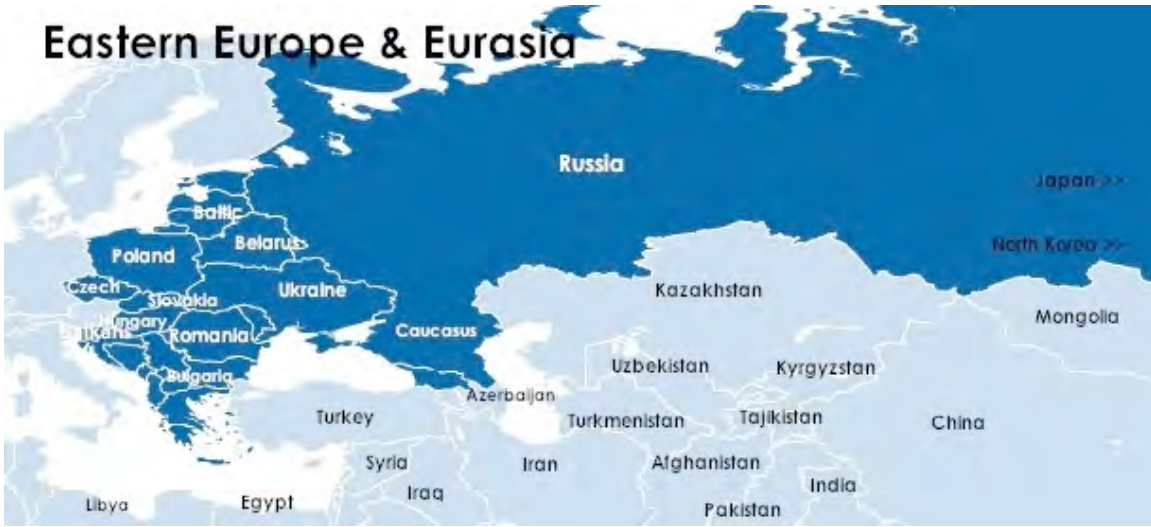 Eastern Europe & Eurasia
Russia
Japan >>
Baltic
Belarus
North Korea >>
Poland
Czech
Ukraine
Kazakhstan
Slovakia
Mongolia
Hungary
Balkans
Romania
Caucasus
Uzbekistan
Kyrgyzstan
Bulgaria
Azerbaijan
Turkey
Turkmenistan
Tajikistan
China
Syria
Iran
Afghanistan
India
Iraq
Libya
Egypt
Pakistan